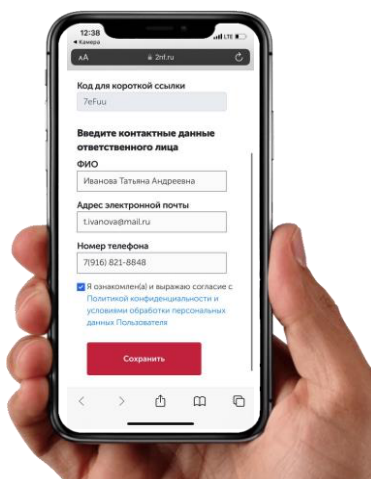 12:38
LTE
◀ Камера
AA
2nf.ru
Код для короткой ссылки
7eFuu
Введите контактные данные
ответственного лица
ФИО
Иванова Татьяна Андреевна
Адрес электронной почты
t.ivanova@mail.ru
Номер телефона
7(916) 821-8848
Я ознакомлен(а) и выражаю согласие с
Политикой конфиденциальности и
условиями обработки персональных
данных Пользователя
Сохранить